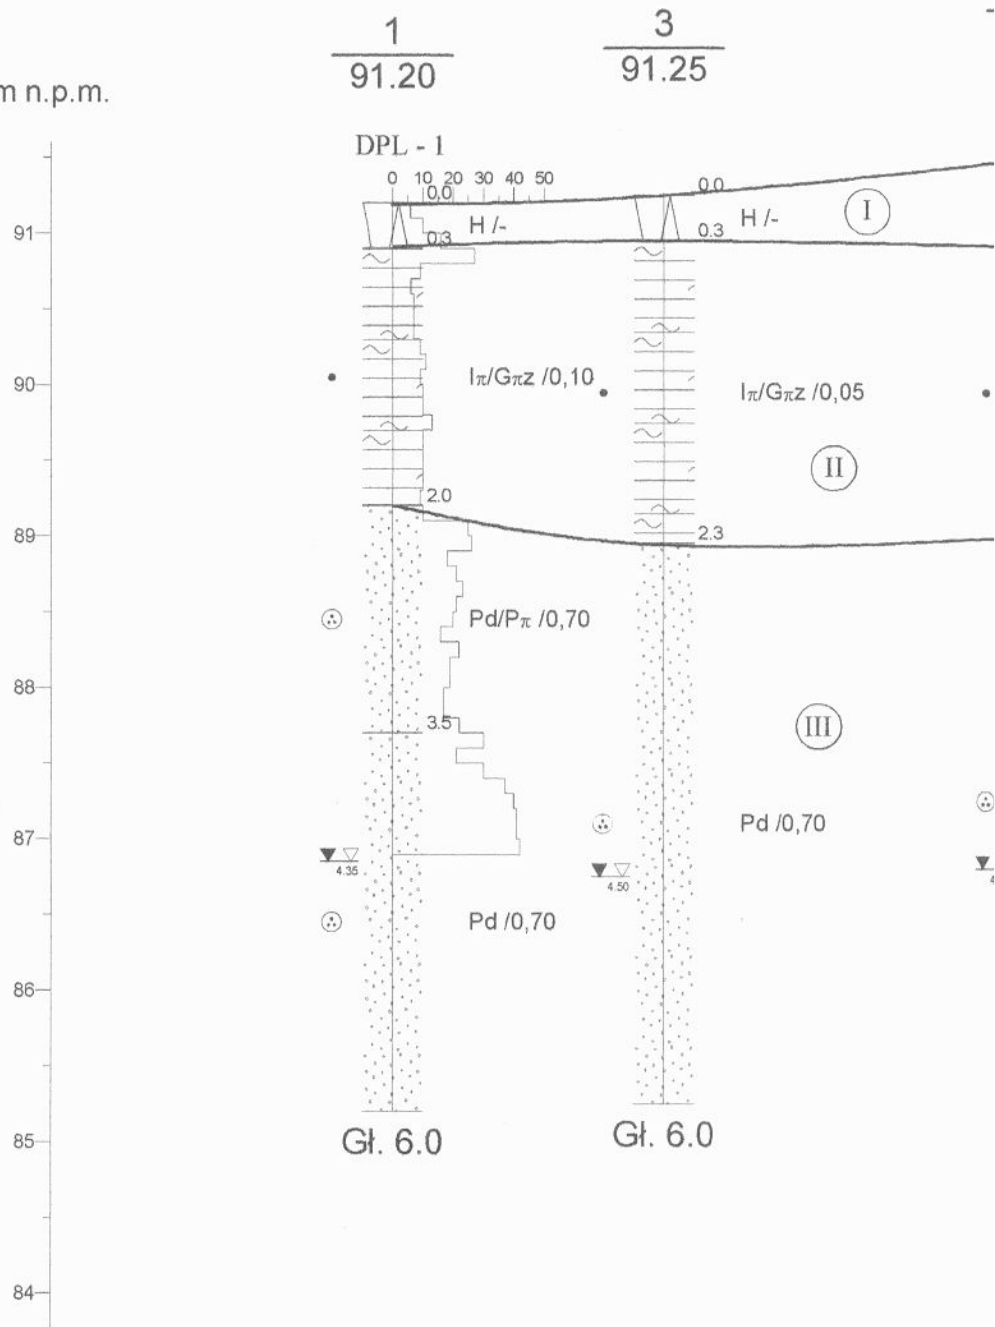 1
91.20
3
91.25
m n.p.m.
DPL - 1
0 10 20 30 40 50
0.0
0.0
I
91
H /-
H /-
0.3
0.3
90
Iπ/Gπz /0,10
Iπ/Gπz /0,05
II
2.0
89
2.3
Pd/Pπ /0,70
88
3.5
III
87
Pd /0,70
4.35
4.50
4
Pd /0,70
86
85
Gł. 6.0
Gł. 6.0
84